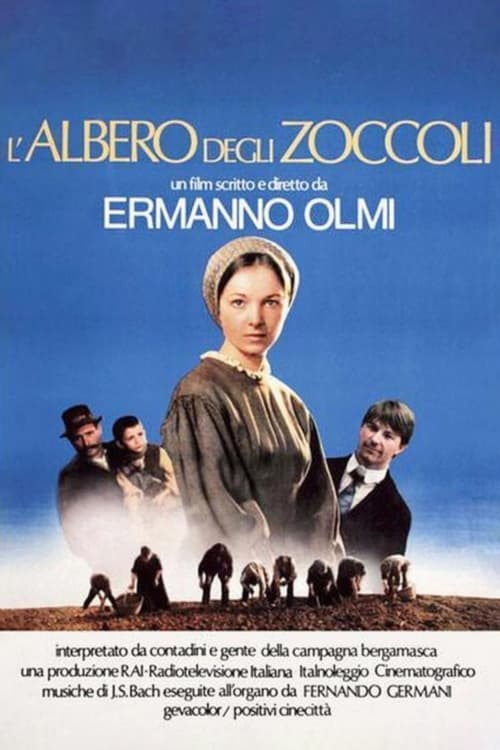 L'ALBERO DEGLI ZOCCOLI
un film scritto e diretto da
ERMANNO OLMI
interpretato da contadini e gente della campagna bergamasca
una produzione RAI-Radiotelevisione Italiana Italnoleggio Cinematografico
musiche di J.S.Bach eseguite all'organo da FERNANDO GERMANI
gevacolor/positivi cinecittà